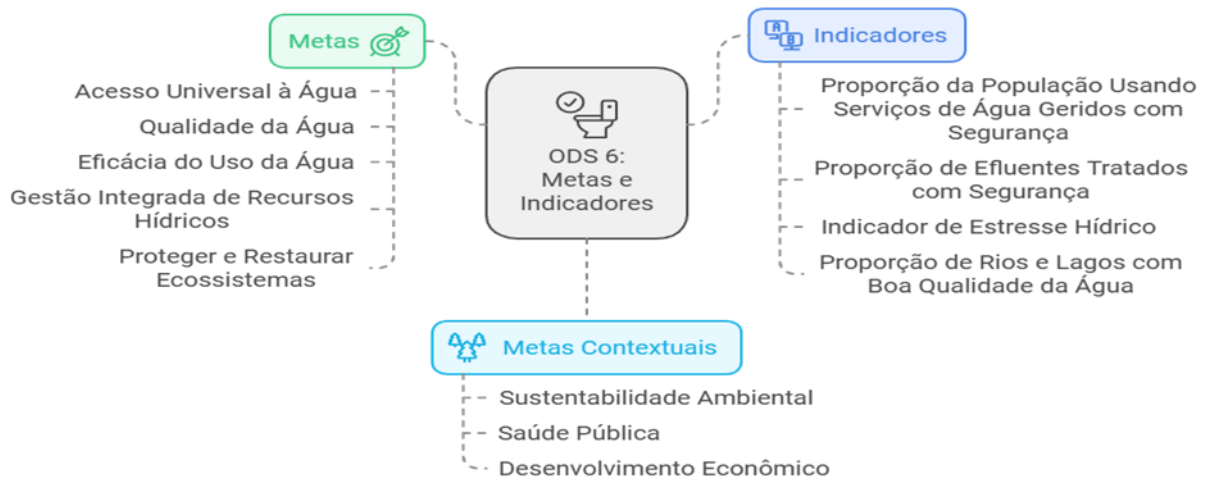 Metas
Acesso Universal à Água
Qualidade da Água
Eficácia do Uso da Água
Gestão Integrada de Recursos
Hídricos
Proteger e Restaurar
Ecossistemas
ODS 6:
Metas e
Indicadores
A
B
Indicadores
Proporção da População Usando
Serviços de Água Geridos com
Segurança
Proporção de Efluentes Tratados
com Segurança
Indicador de Estresse Hídrico
Proporção de Rios e Lagos com
Boa Qualidade da Água
Metas Contextuais
Sustentabilidade Ambiental
Saúde Pública
Desenvolvimento Econômico